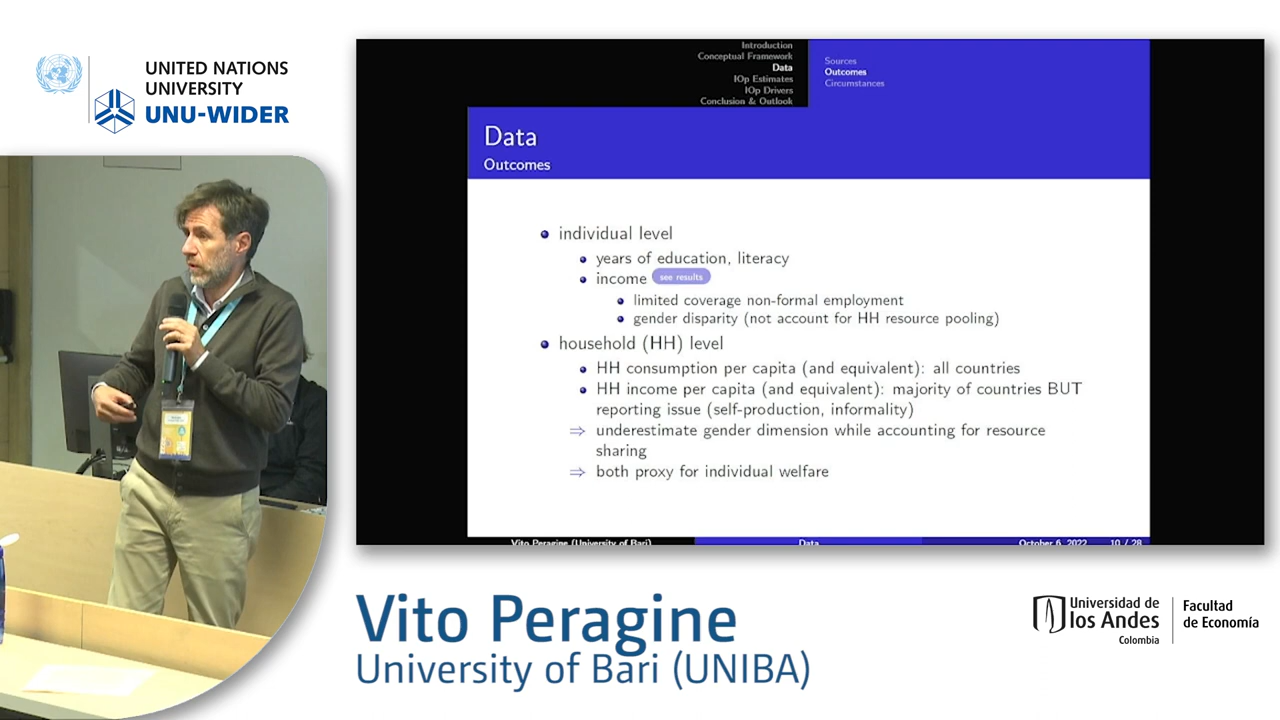 UNITED NATIONS
UNIVERSITY
UNU-WIDER
Introduction
Conceptual Framework
Data
IOp Estimates
IOp Drivers
Conclusion & Outlook
Sources
Outcomes
Circumstances
Data
Outcomes
individual level
years of education, literacy
income see results
limited coverage non-formal employment
gender disparity (not account for HH resource pooling)
household (HH) level
HH consumption per capita (and equivalent): all countries
HH income per capita (and equivalent): majority of countries BUT
reporting issue (self-production, informality)
⇒ underestimate gender dimension while accounting for resource
sharing
⇒ both proxy for individual welfare
Vito Peragine (University of Bari) Data October 6, 2022 10 / 28
Vito Peragine
University of Bari (UNIBA)
Universidad de
los Andes
Colombia
Facultad
de Economía